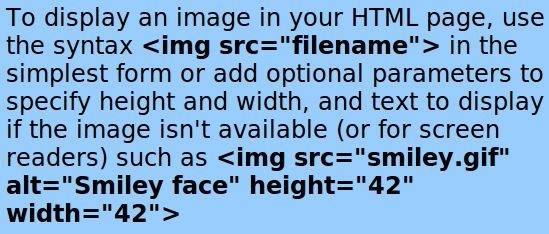 To display an image in your HTML page, use
the syntax <img src="filename"> in the
simplest form or add optional parameters to
specify height and width, and text to display
if the image isn't available (or for screen
readers) such as <img src="smiley.gif"
alt="Smiley face" height="42"
width="42">